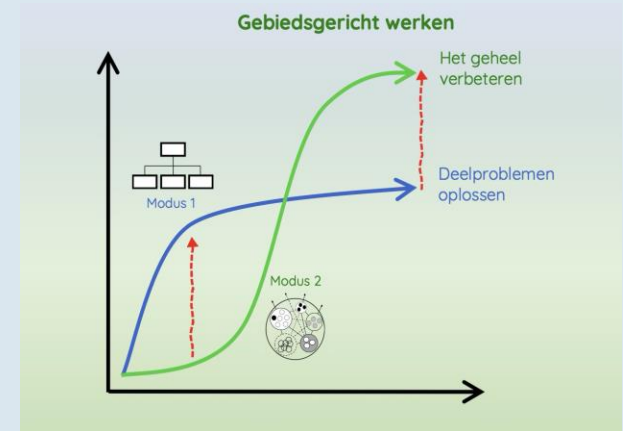 Gebiedsgericht werken
Het geheel
verbeteren
Modus 1
Deelproblemen
oplossen
Modus 2